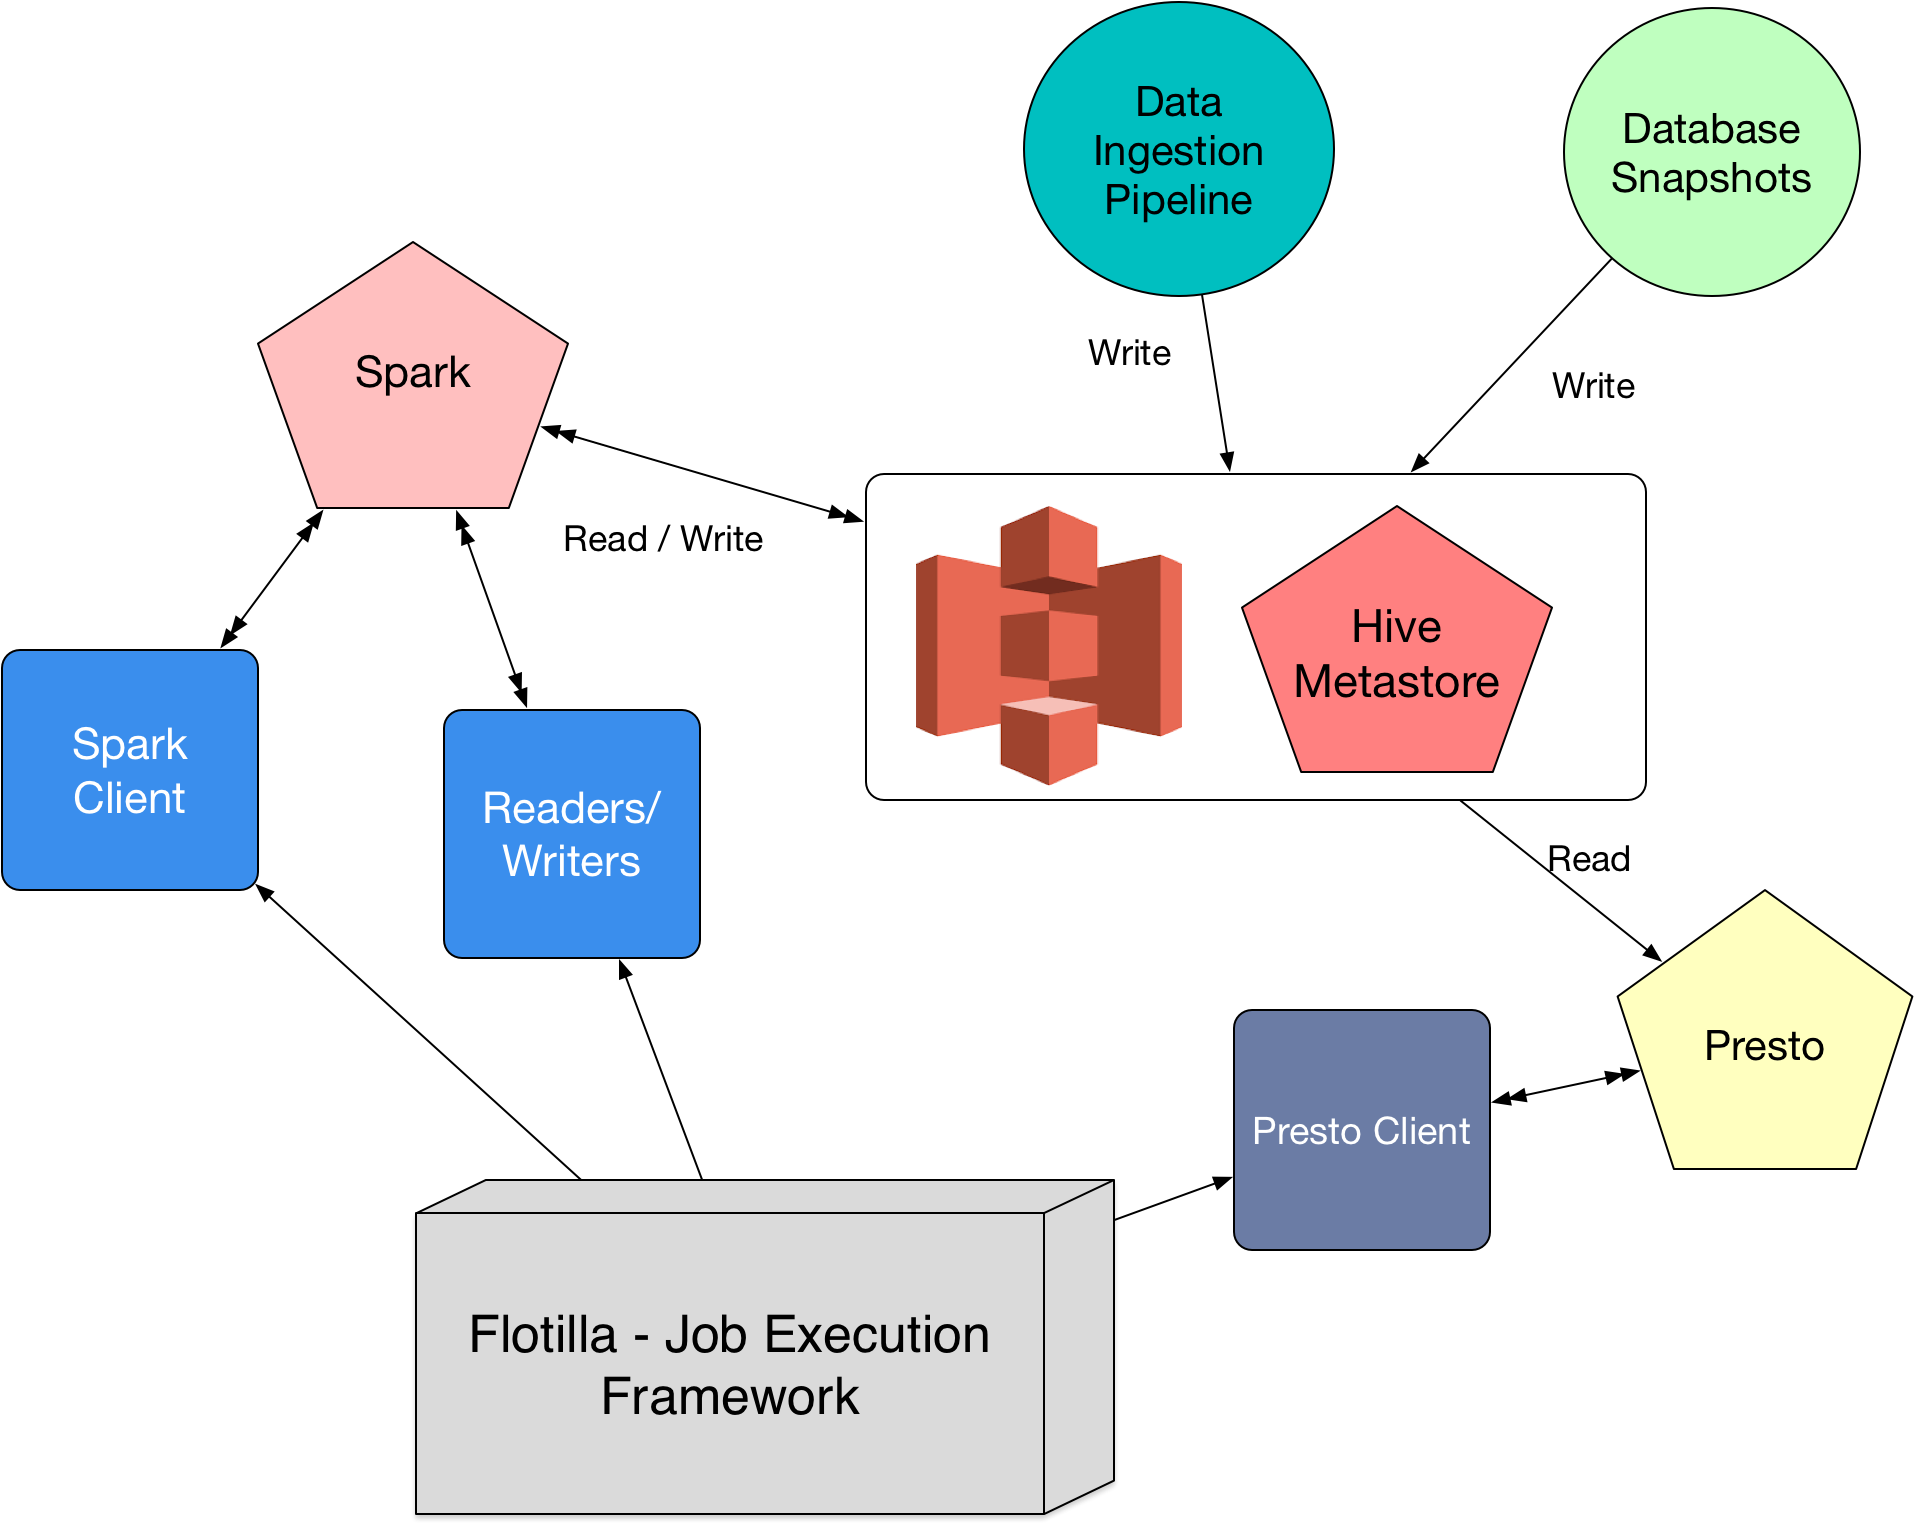 Data
Ingestion
Pipeline
Database
Snapshots
Write
Write
Spark
Read / Write
Hive
Metastore
Spark
Client
Readers/
Writers
Read
Presto
Presto Client
Flotilla - Job Execution
Framework